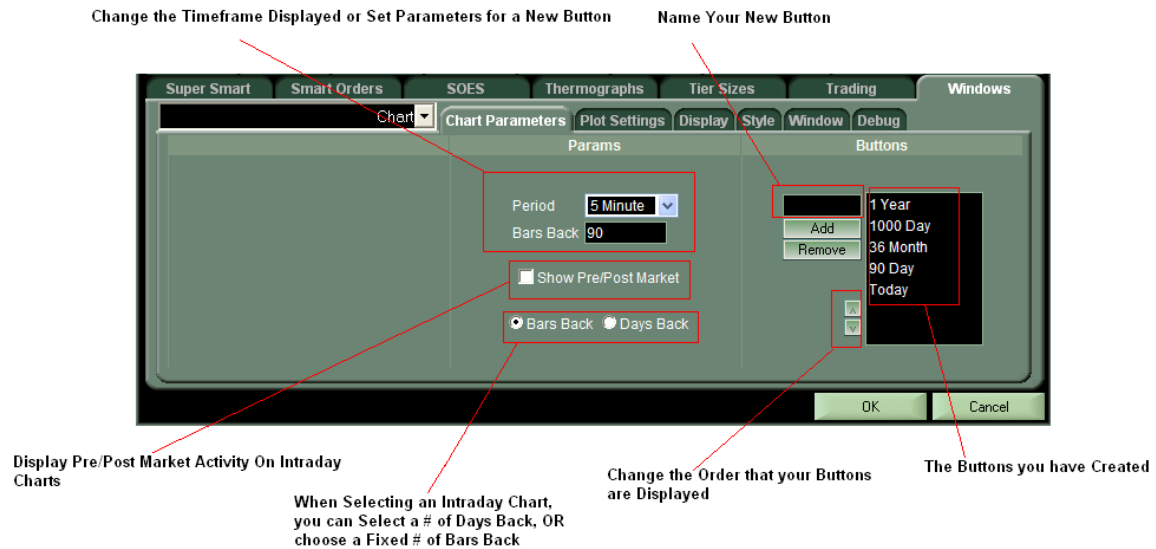 Change the Timeframe Displayed or Set Parameters for a New Button
Name Your New Button
Super Smart Smart Orders SOES Thermographs Tier Sizes Trading Windows
Chart Chart Parameters Plot Settings Display Style Window Debug
Params Buttons
Period 5 Minute
Bars Back 90
Show Pre/Post Market
Bars Back Days Back
Add
Remove
1 Year
1000 Day
36 Month
90 Day
Today
OK Cancel
Display Pre/Post Market Activity On Intraday
Charts
When Selecting an Intraday Chart,
you can Select a # of Days Back, OR
choose a Fixed # of Bars Back
Change the Order that your Buttons
are Displayed
The Buttons you have Created